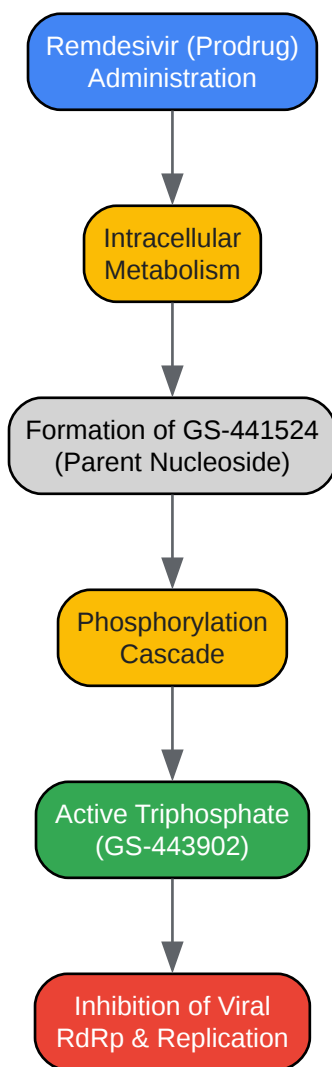 Remdesivir (Prodrug)
Administration
Intracellular
Metabolism
Formation of GS-441524
(Parent Nucleoside)
Phosphorylation
Cascade
Active Triphosphate
(GS-443902)
Inhibition of Viral
RdRp & Replication